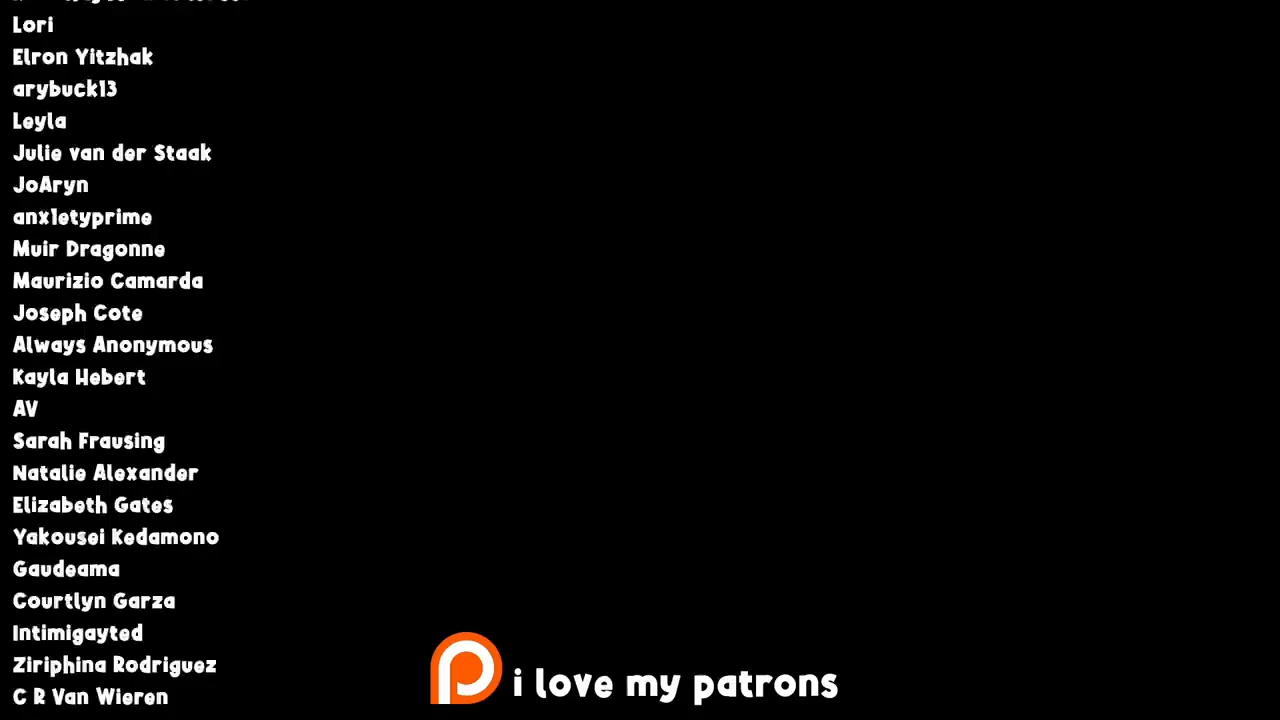 Lori
Elron Yitzhak
arybuck13
Leyla
Julie van der Staak
JoAryn
anx1etyprime
Muir Dragonne
Maurizio Camarda
Joseph Cote
Always Anonymous
Kayla Hebert
AV
Sarah Frausing
Natalie Alexander
Elizabeth Gates
Yakousei Kedamono
Gaudeama
Courtlyn Garza
Intimigayted
Ziriphina Rodriguez
C R Van Wieren
i love my patrons